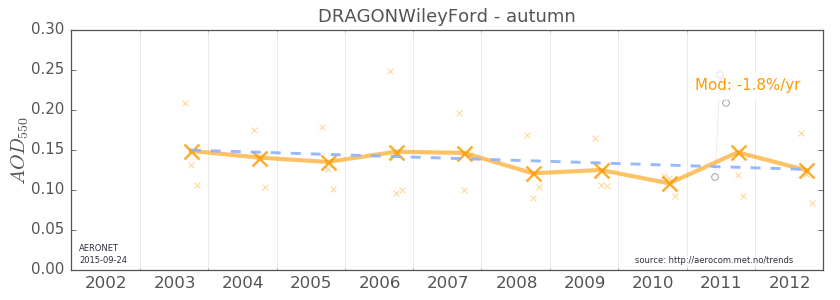 DRAGONWileyFord - autumn
0.30
0.25
0.20
0.15
0.10
0.05
0.00
AOD550
Mod: -1.8%/yr
AERONET
2015-09-24
source: http://aerocom.met.no/trends
2002 2003 2004 2005 2006 2007 2008 2009 2010 2011 2012